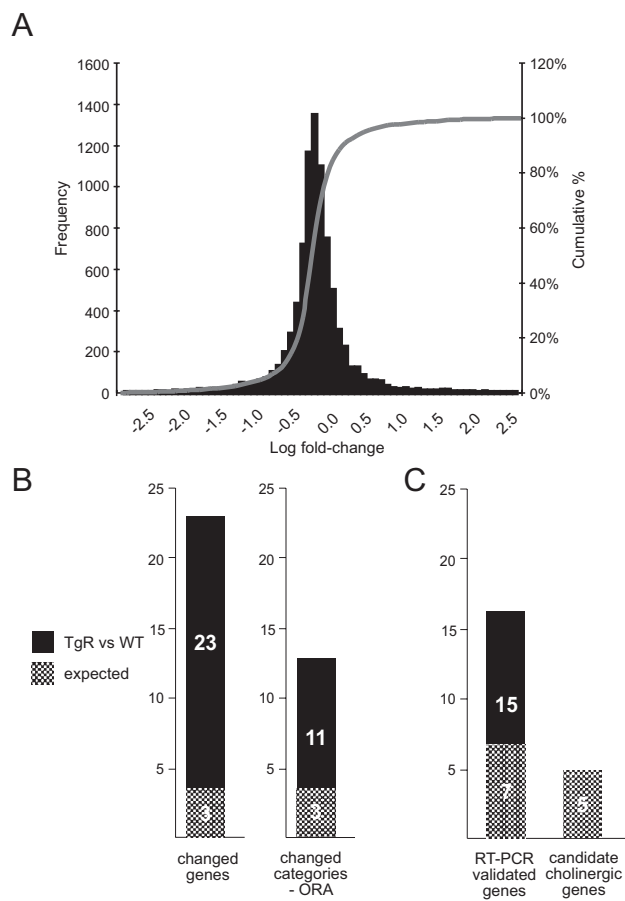 A
1600
1400
1200
1000
800
600
400
200
0
Frequency
120%
100%
80%
60%
40%
20%
0%
Cumulative %
-2.5
-2.0
-1.5
-1.0
-0.5
0.0
0.5
1.0
1.5
2.0
2.5
Log fold-change
B
TgR vs WT
expected
25
20
15
10
5
23
3
changed
genes
25
20
15
10
5
11
3
changed
categories
- ORA
C
25
20
15
10
5
15
7
5
RT-PCR
validated
genes
candidate
cholinergic
genes